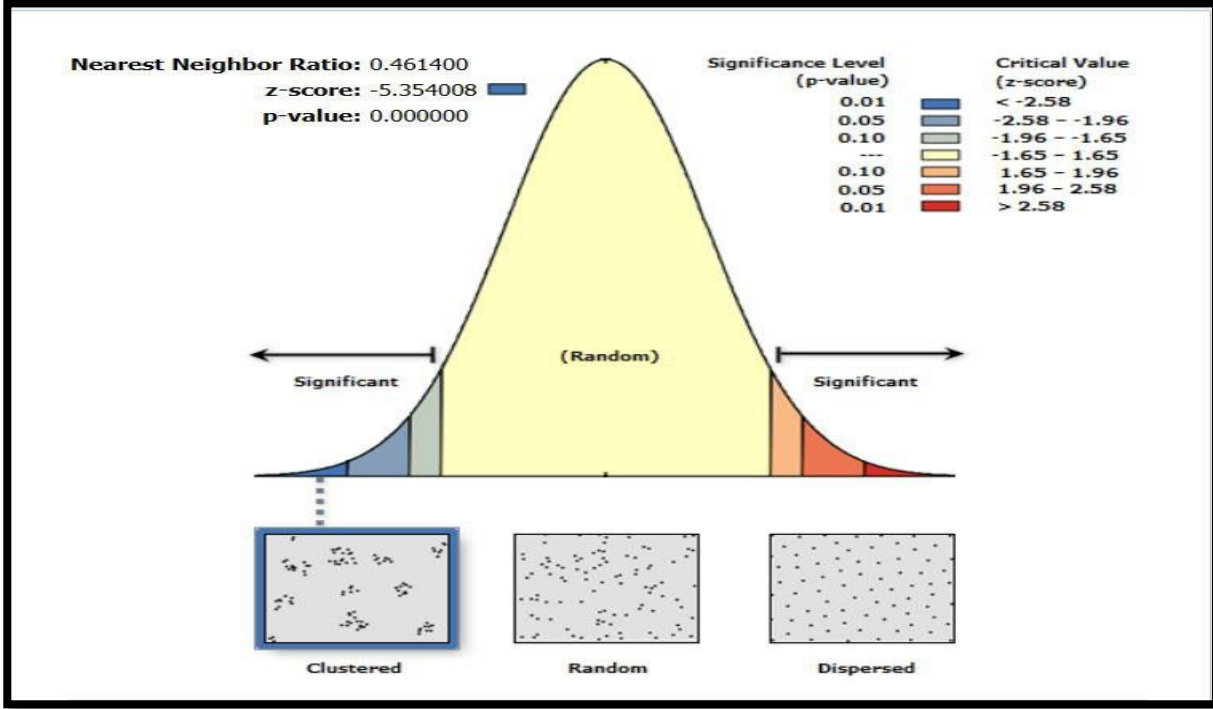 Nearest Neighbor Ratio: 0.461400
z-score: -5.354008
p-value: 0.000000
Significance Level
(p-value)
Critical Value
(z-score)
0.01 < -2.58
0.05 -2.58 – -1.96
0.10 -1.96 – -1.65
--- -1.65 – 1.65
0.10 1.65 – 1.96
0.05 1.96 – 2.58
0.01 > 2.58
(Random)
Significant
Significant
Clustered
Random
Dispersed